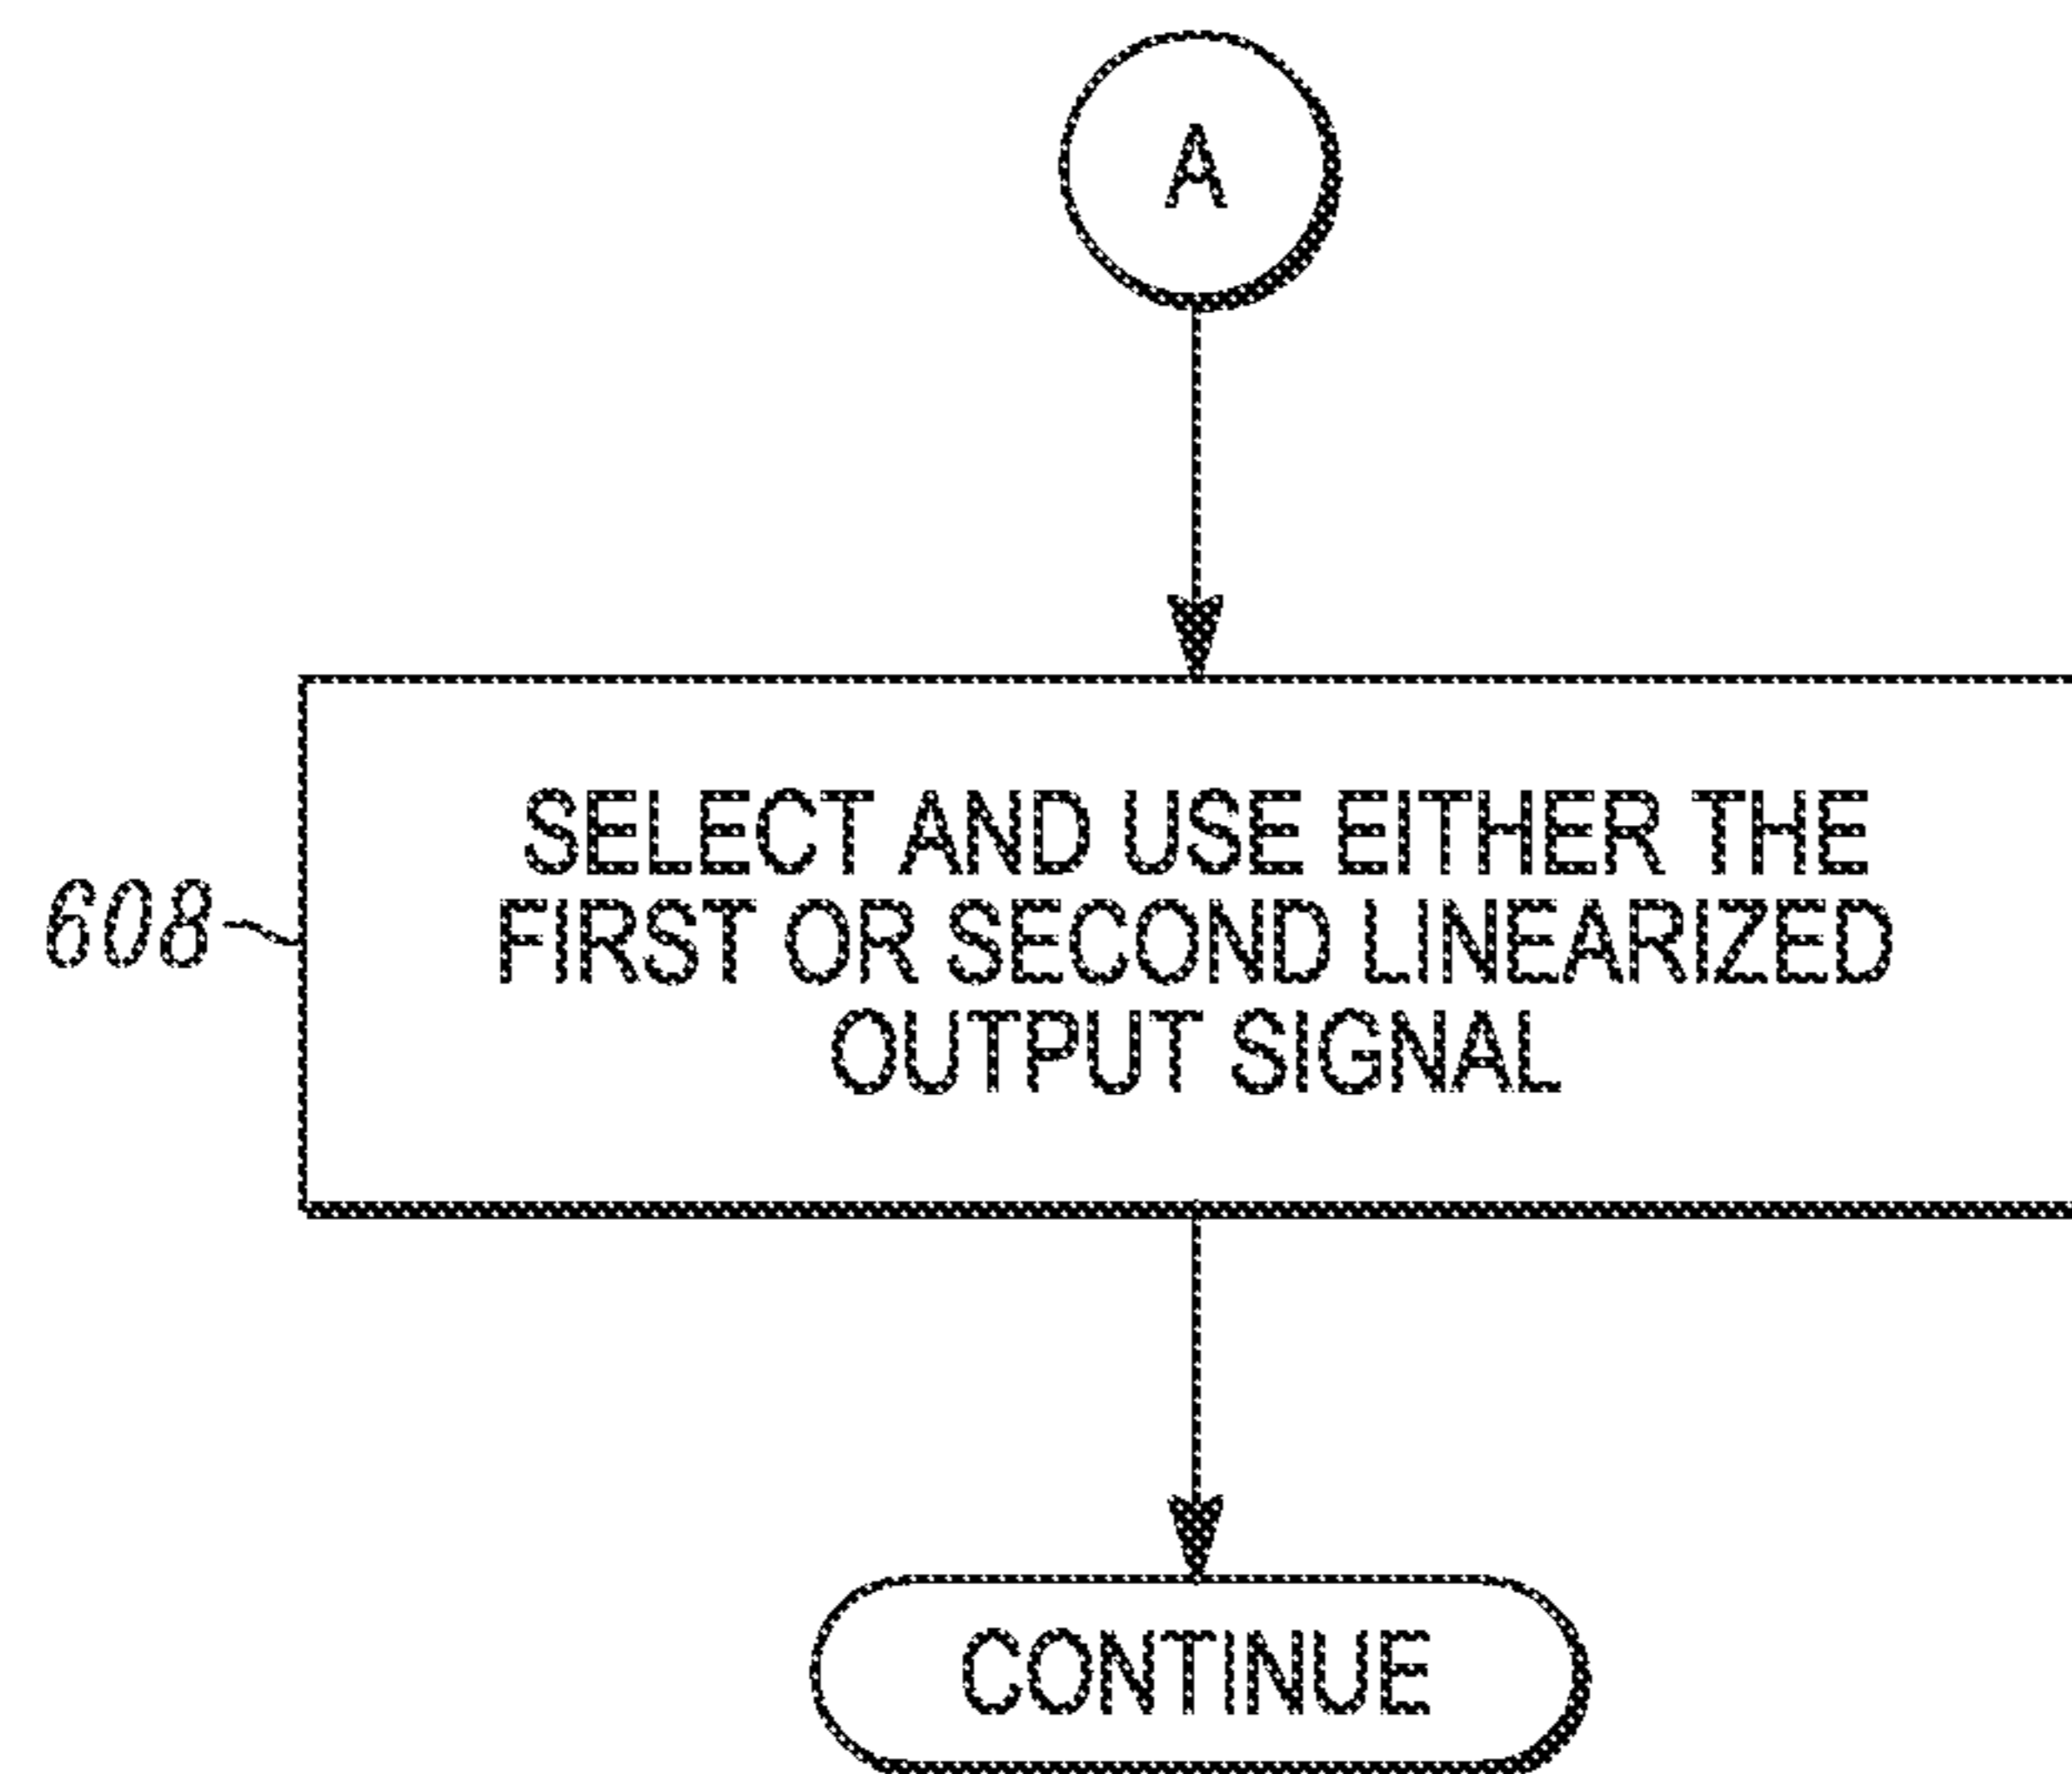 A
SELECT AND USE EITHER THE
FIRST OR SECOND LINEARIZED
OUTPUT SIGNAL
608
CONTINUE